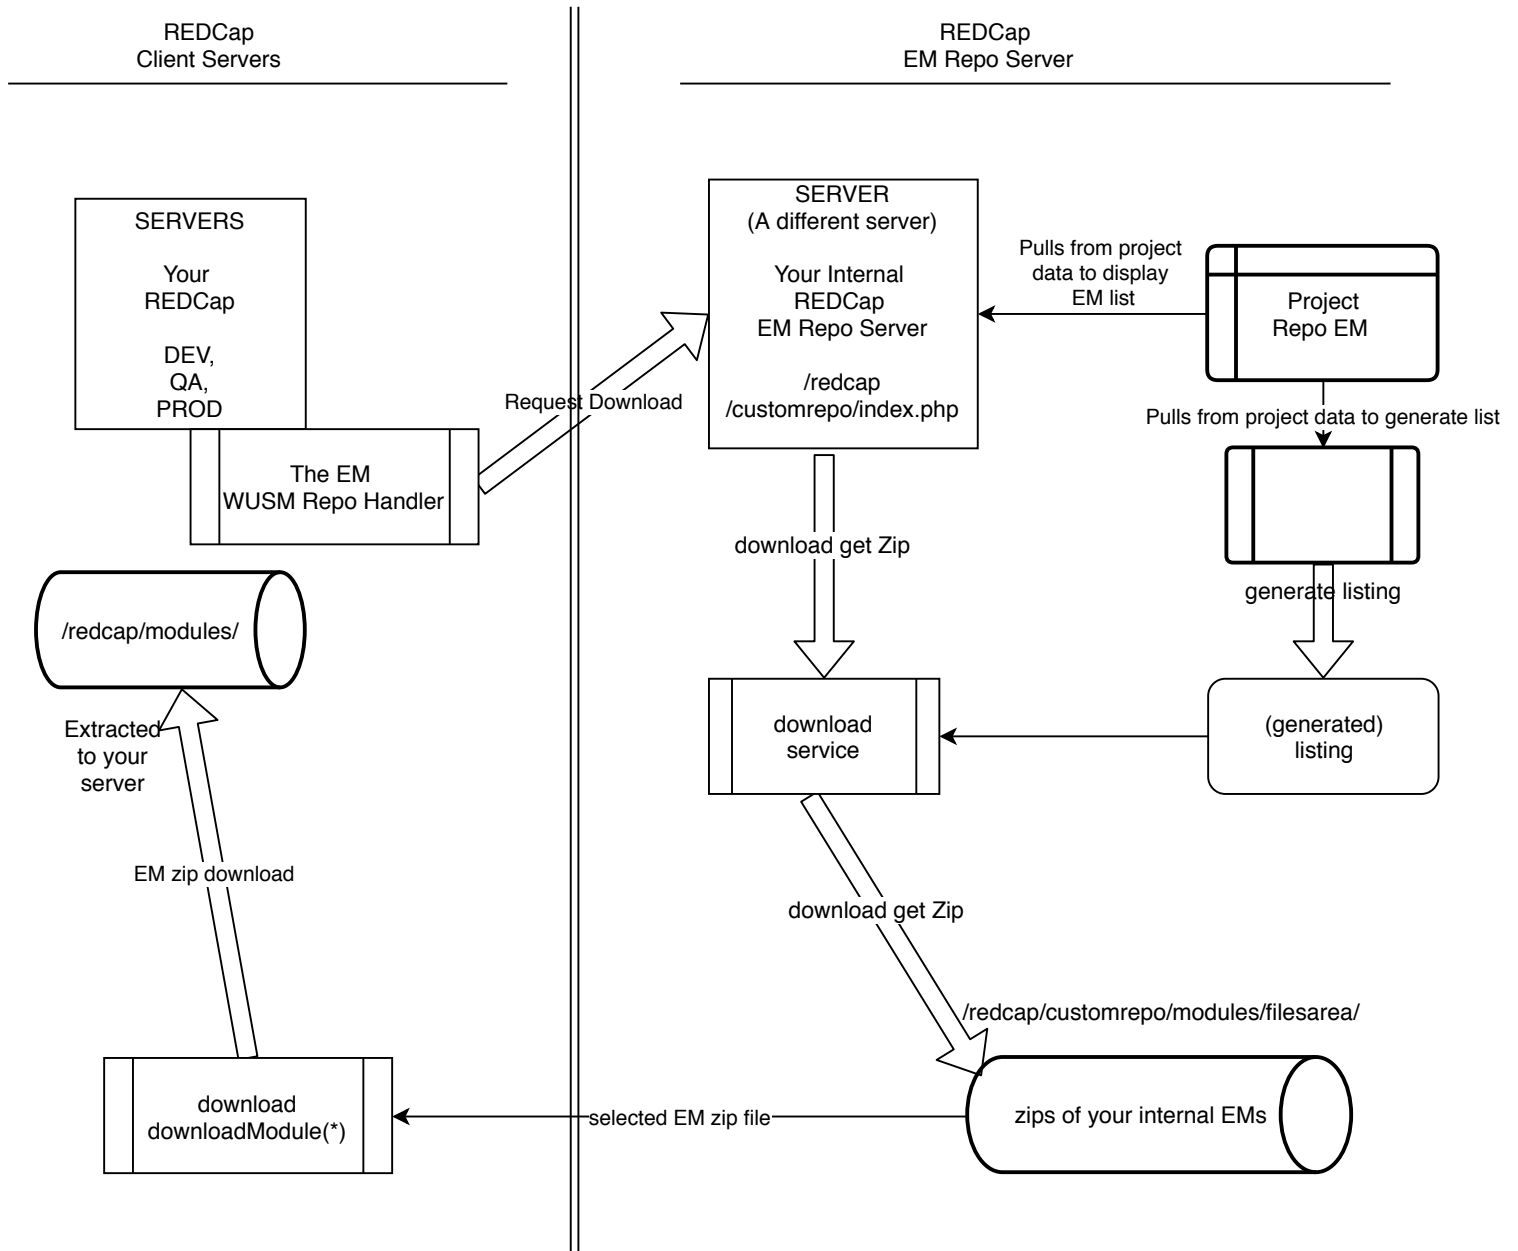 REDCap
Client Servers
REDCap
EM Repo Server
SERVERS
Your
REDCap
DEV,
QA,
PROD
The EM
WUSM Repo Handler
Request Download
SERVER
(A different server)
Your Internal
REDCap
EM Repo Server
/redcap
/customrepo/index.php
Pulls from project
data to display
EM list
Project
Repo EM
Pulls from project data to generate list
download get Zip
generate listing
/redcap/modules/
Extracted
to your
server
download
service
(generated)
listing
EM zip download
download get Zip
/redcap/customrepo/modules/filesarea/
download
downloadModule(*)
selected EM zip file
zips of your internal EMs